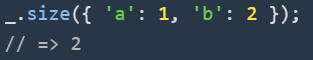 _.size({ 'a': 1, 'b': 2 });
// => 2